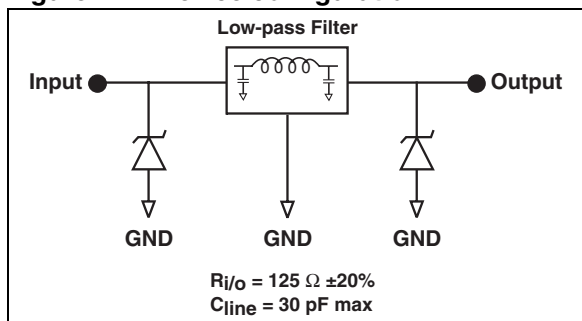 Low-pass Filter
Input
Output
GND
GND
GND
Ri/o = 125 Ω ±20%
Cline = 30 pF max